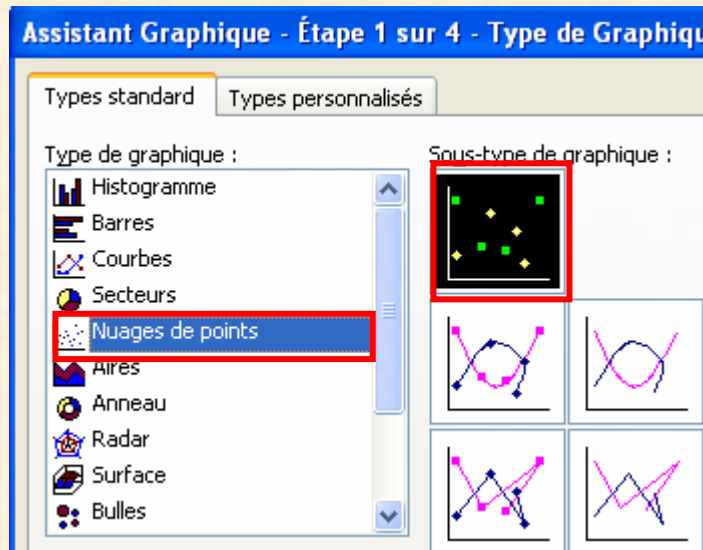 Assistant Graphique - Étape 1 sur 4 - Type de Graphiqu
Types standard
Types personnalisés
Type de graphique :
Sous-type de graphique :
Histogramme
Barres
Courbes
Secteurs
Nuages de points
Aires
Anneau
Radar
Surface
Bulles